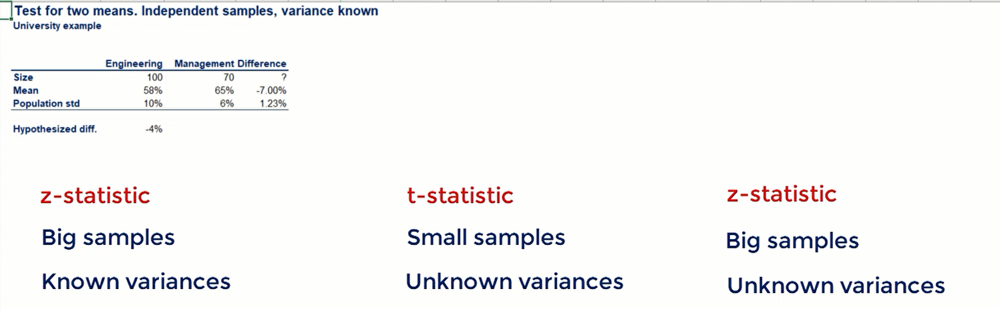 Test for two means. Independent samples, variance known
University example
Engineering Management Difference
Size 100 70 ?
Mean 58% 65% -7.00%
Population std 10% 6% 1.23%
Hypothesized diff. -4%
z-statistic t-statistic z-statistic
Big samples Small samples Big samples
Known variances Unknown variances Unknown variances